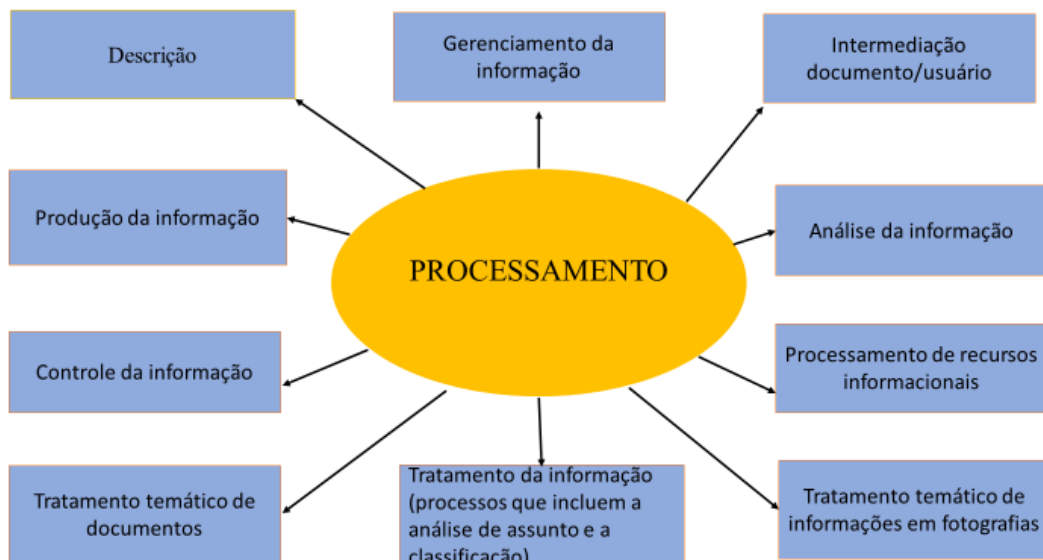 Descrição
Gerenciamento da
informação
Intermediação
documento/usuário
Produção da informação
PROCESSAMENTO
Análise da informação
Controle da informação
Processamento de recursos
informacionais
Tratamento temático de
documentos
Tratamento da informação
(processos que incluem a
análise de assunto e a
classificação)
Tratamento temático de
informações em fotografias